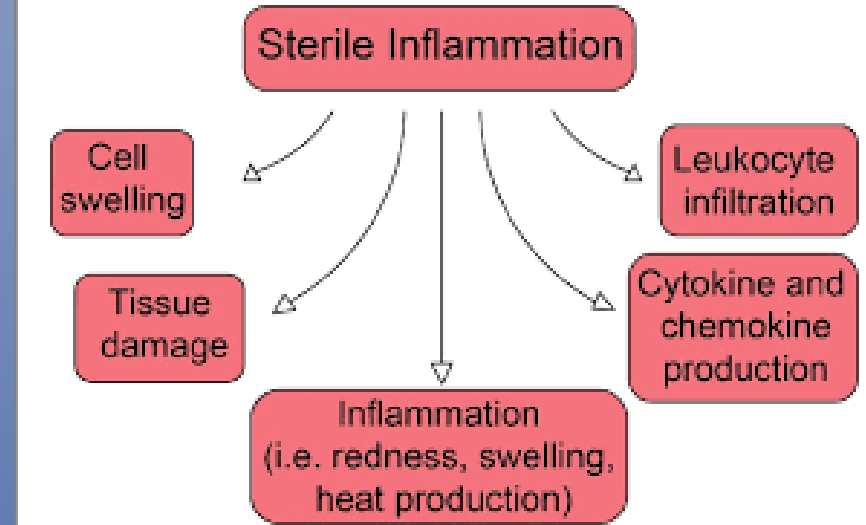 Sterile Inflammation
Cell
swelling
Leukocyte
infiltration
Tissue
damage
Cytokine and
chemokine
production
Inflammation
(i.e. redness, swelling,
heat production)